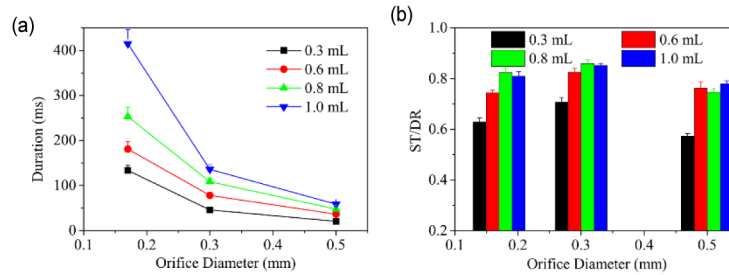 (a)
400
300
200
100
0
0.1
0.2
0.3
0.4
0.5
Duration (ms)
Orifice Diameter (mm)
0.3 mL
0.6 mL
0.8 mL
1.0 mL
(b)
1.0
0.8
0.6
0.4
0.2
0.1
0.2
0.3
0.4
0.5
ST/DR
Orifice Diameter (mm)
0.3 mL
0.6 mL
0.8 mL
1.0 mL